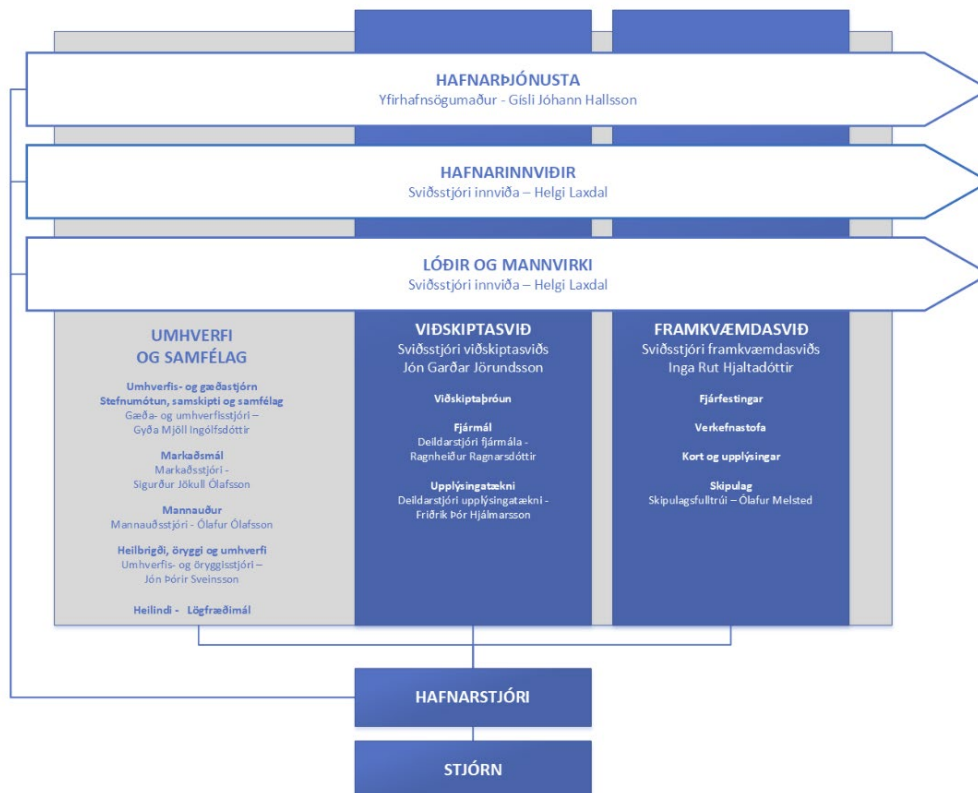 HAFNARÞJÓNUSTA
Yfirhafnsögumaður - Gísli Jóhann Hallsson
HAFNARINNVIÐIR
Sviðsstjóri innviða – Helgi Laxdal
LÓÐIR OG MANNVIRKI
Sviðsstjóri innviða – Helgi Laxdal
UMHVERFI
OG SAMFÉLAG
Umhverfis- og gæðastjórn
Stefnumótun, samskipti og samfélag
Gæða- og umhverfisstjóri –
Gyða Mjöll Ingólfsdóttir
Markaðsmál
Markaðsstjóri -
Sigurður Jökull Ólafsson
Mannauður
Mannauðsstjóri - Ólafur Ólafsson
Heilbrigði, öryggi og umhverfi
Umhverfis- og öryggisstjóri –
Jón Þórir Sveinsson
Heilindi - Lögfræðimál
VIÐSKIPTASVIÐ
Sviðsstjóri viðskiptasviðs
Jón Garðar Jörundsson
Viðskiptaþróun
Fjármál
Deildarstjóri fjármála -
Ragnheiður Ragnarsdóttir
Upplýsingatækni
Deildarstjóri upplýsingatækni -
Friðrik Þór Hjálmarsson
FRAMKVÆMDASVIÐ
Sviðsstjóri framkvæmdasviðs
Inga Rut Hjaltadóttir
Fjárfestingar
Verkefnastofa
Kort og upplýsingar
Skipulag
Skipulagsfulltrúi – Ólafur Melsted
HAFNARSTJÓRI
STJÓRN